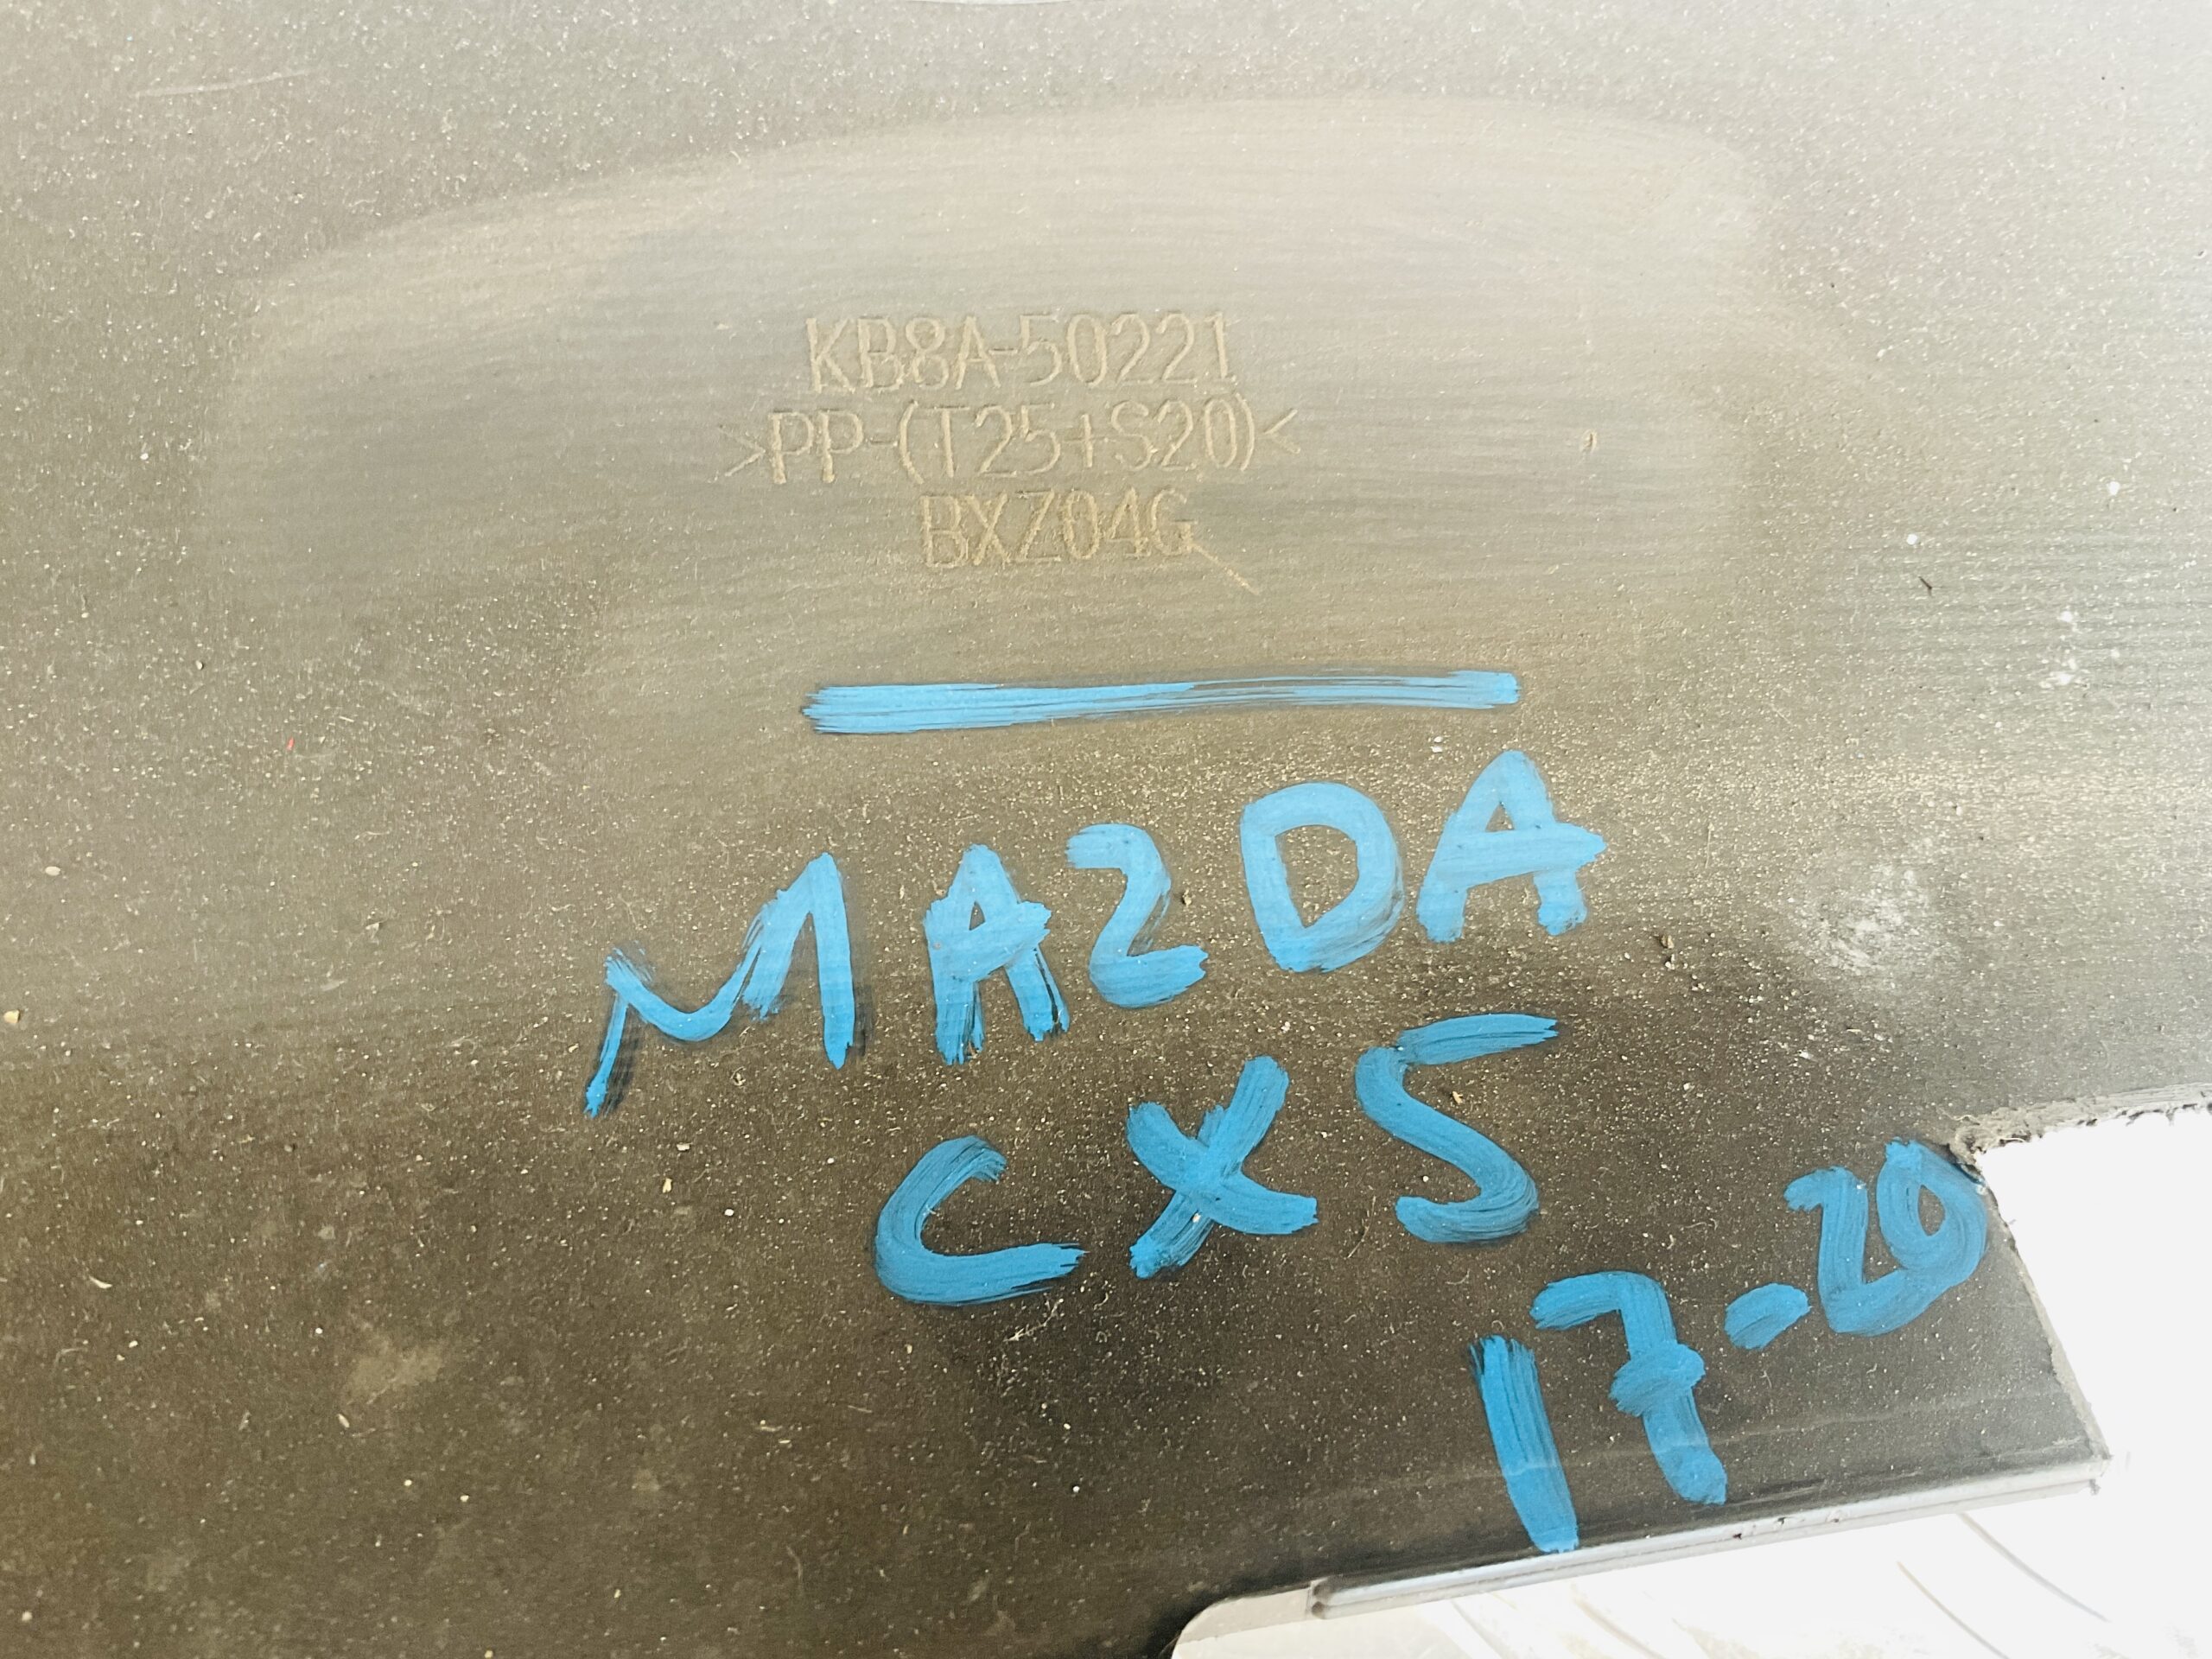 KB8A-50221
>PP-(T25+S20)<
BXZ04G
MAZDA
CX5
17-20